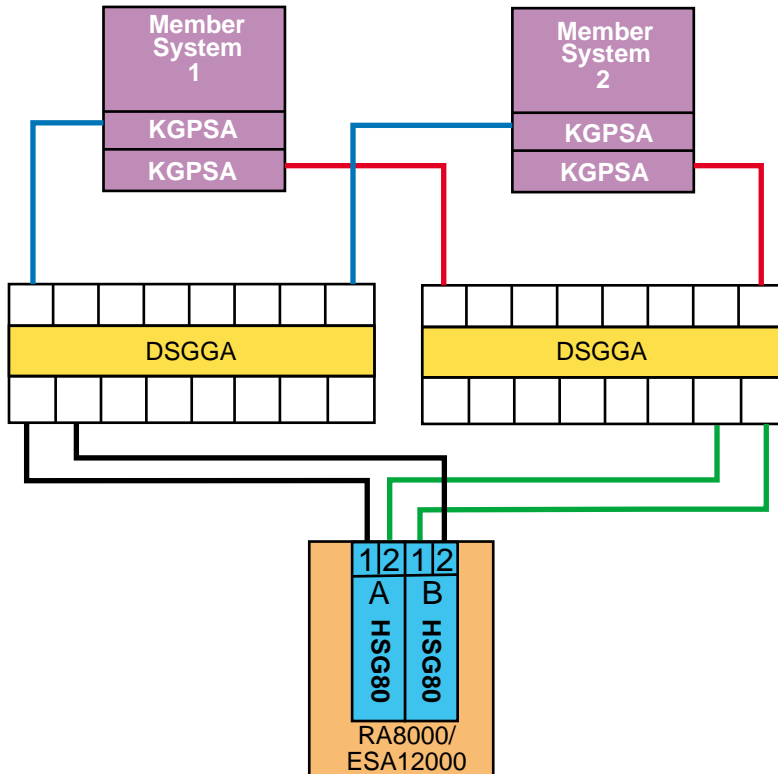 Member
System
1
KGPSA
KGPSA
Member
System
2
KGPSA
KGPSA
DSGGA
DSGGA
1 2 1 2
A B
HSG80 HSG80
RA8000/
ESA12000